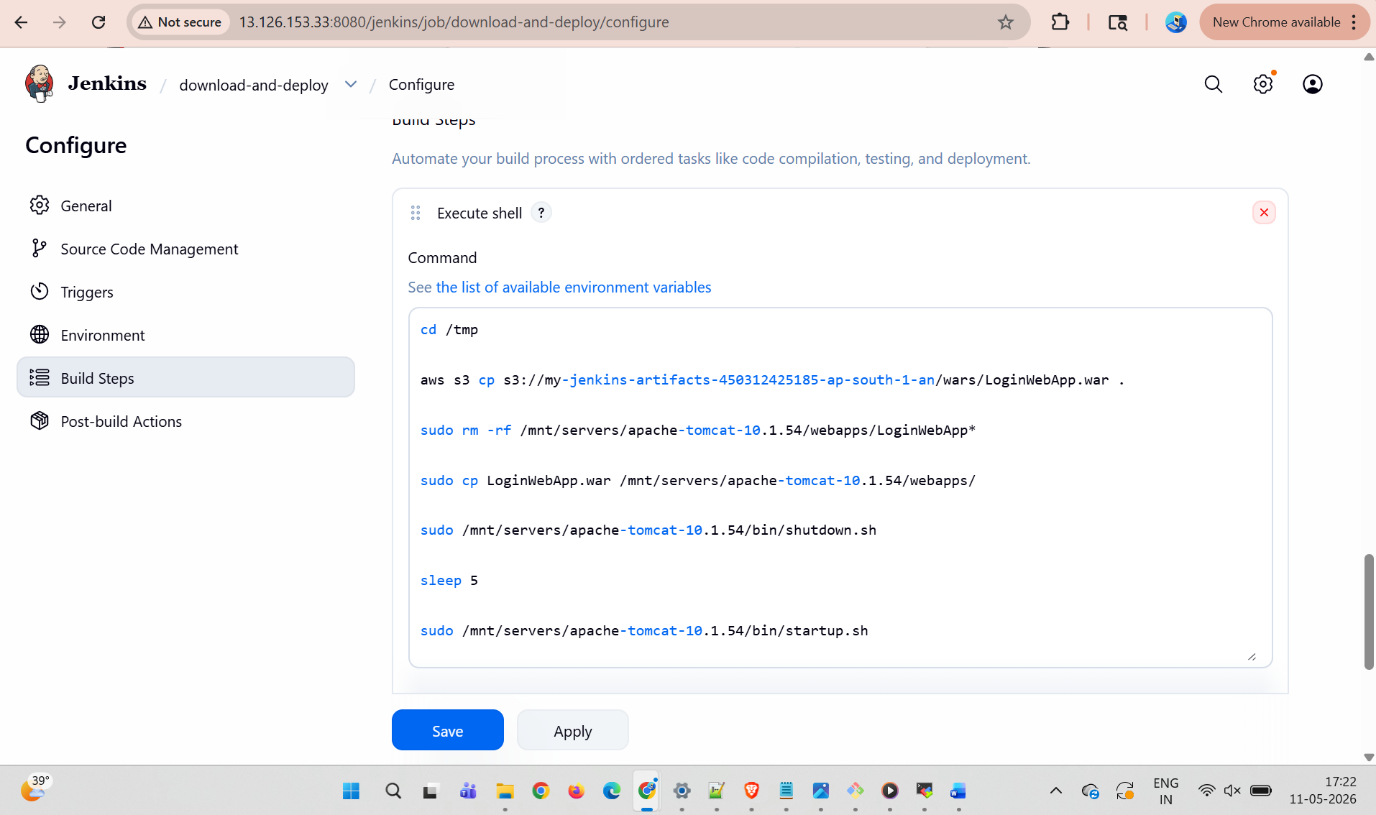 Not secure 13.126.153.33:8080/jenkins/job/download-and-deploy/configure New Chrome available
Jenkins / download-and-deploy / Configure
Configure
General
Source Code Management
Triggers
Environment
Build Steps
Post-build Actions
Build Steps
Automate your build process with ordered tasks like code compilation, testing, and deployment.
Execute shell ?
Command
See the list of available environment variables
cd /tmp
aws s3 cp s3://my-jenkins-artifacts-450312425185-ap-south-1-an/wars/LoginWebApp.war .
sudo rm -rf /mnt/servers/apache-tomcat-10.1.54/webapps/LoginWebApp*
sudo cp LoginWebApp.war /mnt/servers/apache-tomcat-10.1.54/webapps/
sudo /mnt/servers/apache-tomcat-10.1.54/bin/shutdown.sh
sleep 5
sudo /mnt/servers/apache-tomcat-10.1.54/bin/startup.sh
Save Apply
39°
ENG
IN
17:22
11-05-2026